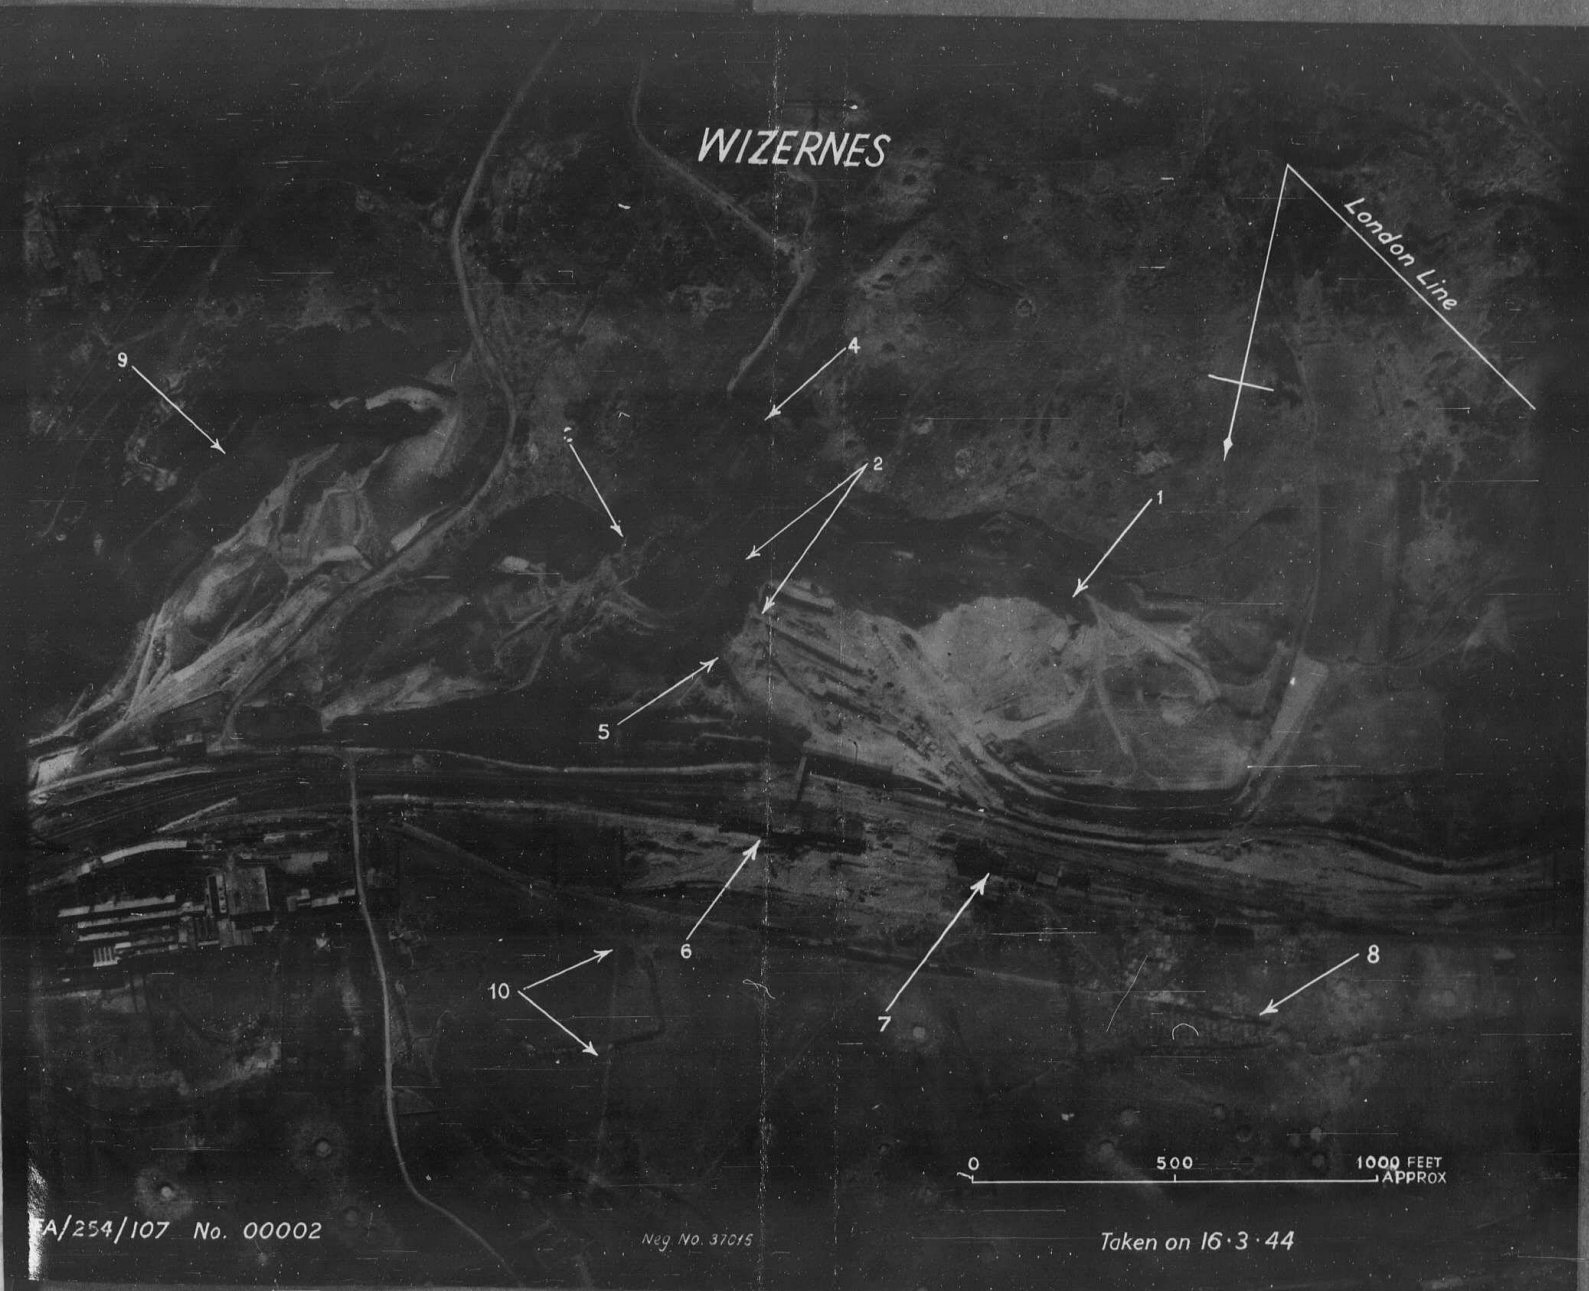 WIZERNES
London Line
9
4
2
1
5
6
10
7
8
0 500 1000 FEET
APPROX
A/254/107 No. 00002
Neg. No. 37015
Taken on 16·3·44